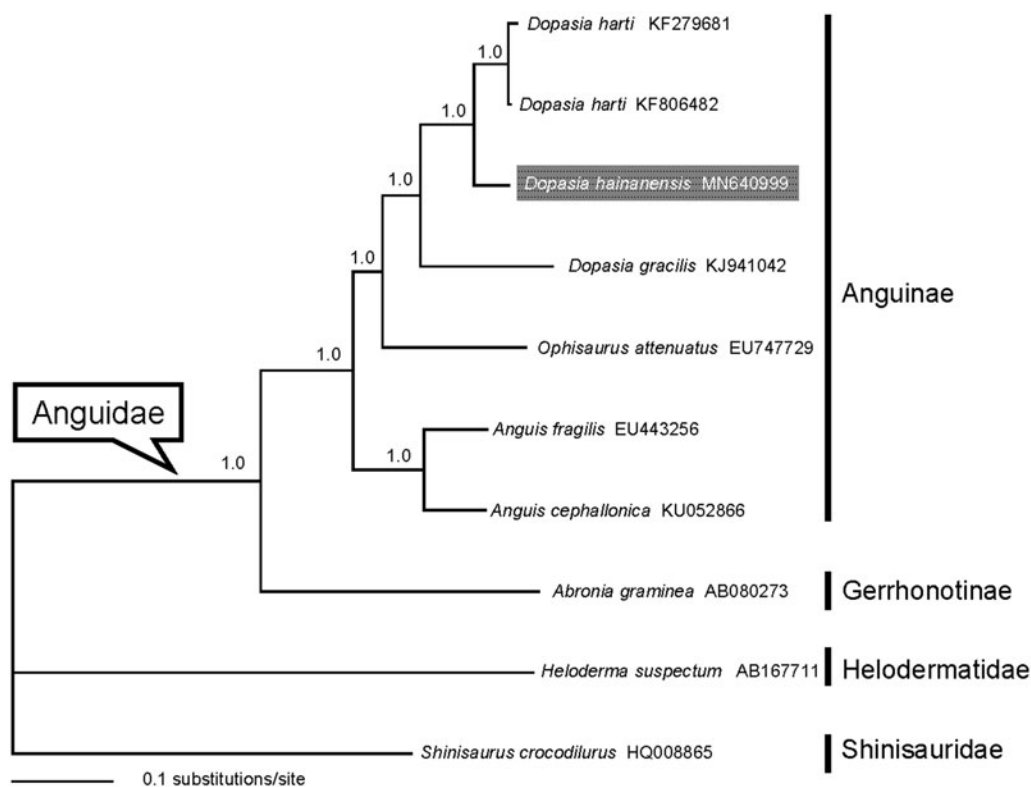 Dopasia harti KF279681
1.0
Dopasia harti KF806482
1.0
Dopasia hainanensis MN640999
1.0
Dopasia gracilis KJ941042
1.0
Anguinae
Ophisaurus attenuatus EU747729
1.0
Anguidae
Anguis fragilis EU443256
1.0
1.0
Anguis cephallonica KU052866
Abronia graminea AB080273
Gerrhonotinae
Heloderma suspectum AB167711
Helodermatidae
Shinisaurus crocodilurus HQ008865
Shinisauridae
0.1 substitutions/site